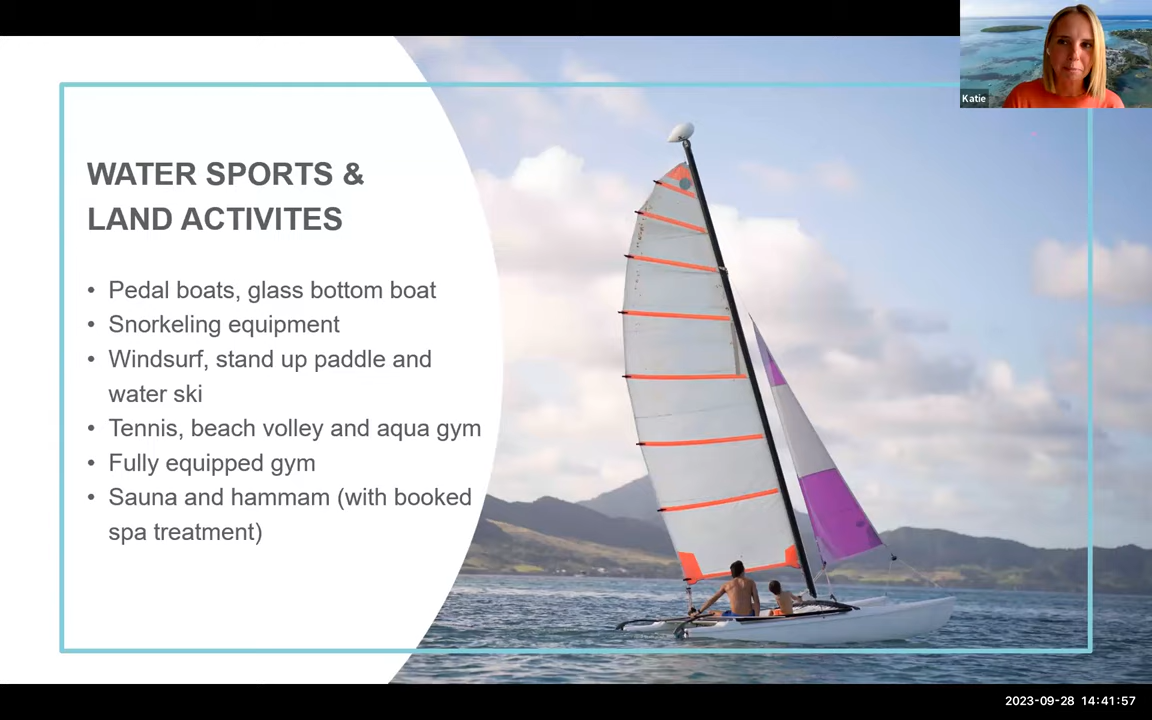 Katie
WATER SPORTS &
LAND ACTIVITES
• Pedal boats, glass bottom boat
• Snorkeling equipment
• Windsurf, stand up paddle and
water ski
• Tennis, beach volley and aqua gym
• Fully equipped gym
• Sauna and hammam (with booked
spa treatment)
2023-09-28 14:41:57